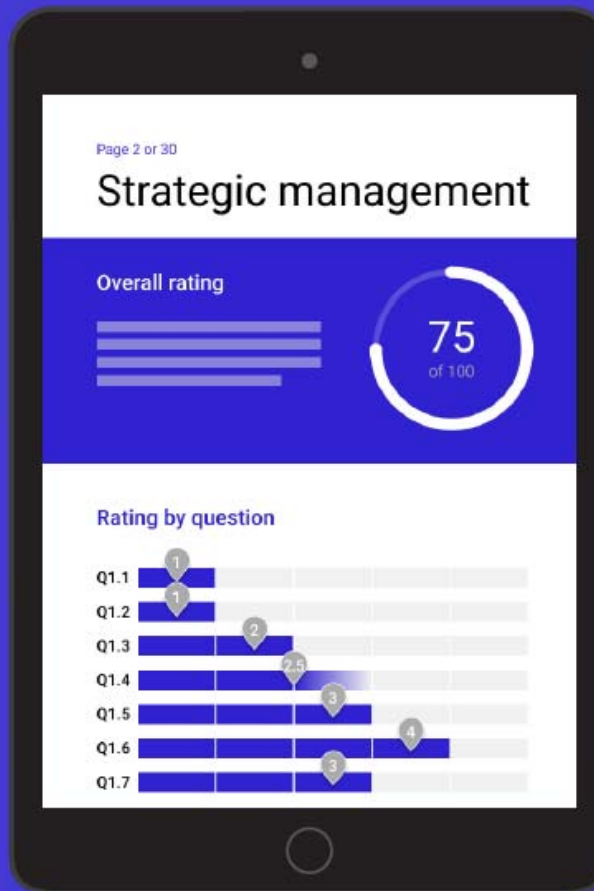 Page 2 or 30
Strategic management
Overall rating
75
of 100
Rating by question
Q1.1 1
Q1.2 1
Q1.3 2
Q1.4 2.5
Q1.5 3
Q1.6 4
Q1.7 3